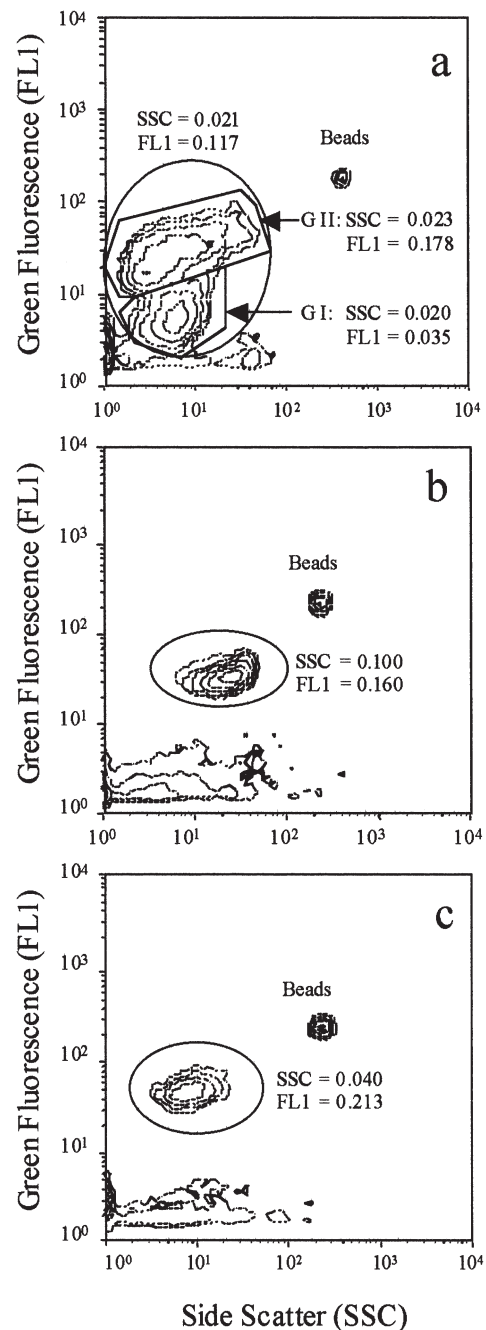 Green Fluorescence (FL1)
10⁴
10³
10²
10¹
10⁰
a
SSC = 0.021
FL1 = 0.117
Beads
G II: SSC = 0.023
FL1 = 0.178
G I: SSC = 0.020
FL1 = 0.035
10⁰ 10¹ 10² 10³ 10⁴
Green Fluorescence (FL1)
10⁴
10³
10²
10¹
10⁰
b
Beads
SSC = 0.100
FL1 = 0.160
10⁰ 10¹ 10² 10³ 10⁴
Green Fluorescence (FL1)
10⁴
10³
10²
10¹
10⁰
c
Beads
SSC = 0.040
FL1 = 0.213
10⁰ 10¹ 10² 10³ 10⁴
Side Scatter (SSC)